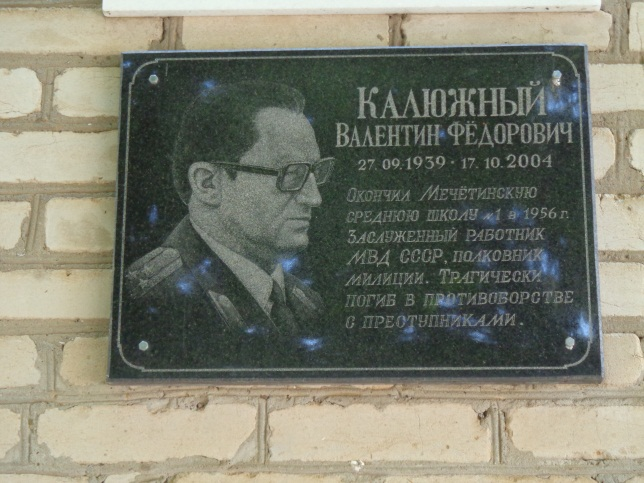 КАЛЮЖНЫЙ
ВАЛЕНТИН ФЁДОРОВИЧ
27.09.1939 · 17.10.2004
Окончил Мечётинскую
среднюю школу №1 в 1956 г.
Заслуженный работник
МВД СССР, полковник
милиции. Трагически
погиб в противоборстве
с преступниками.